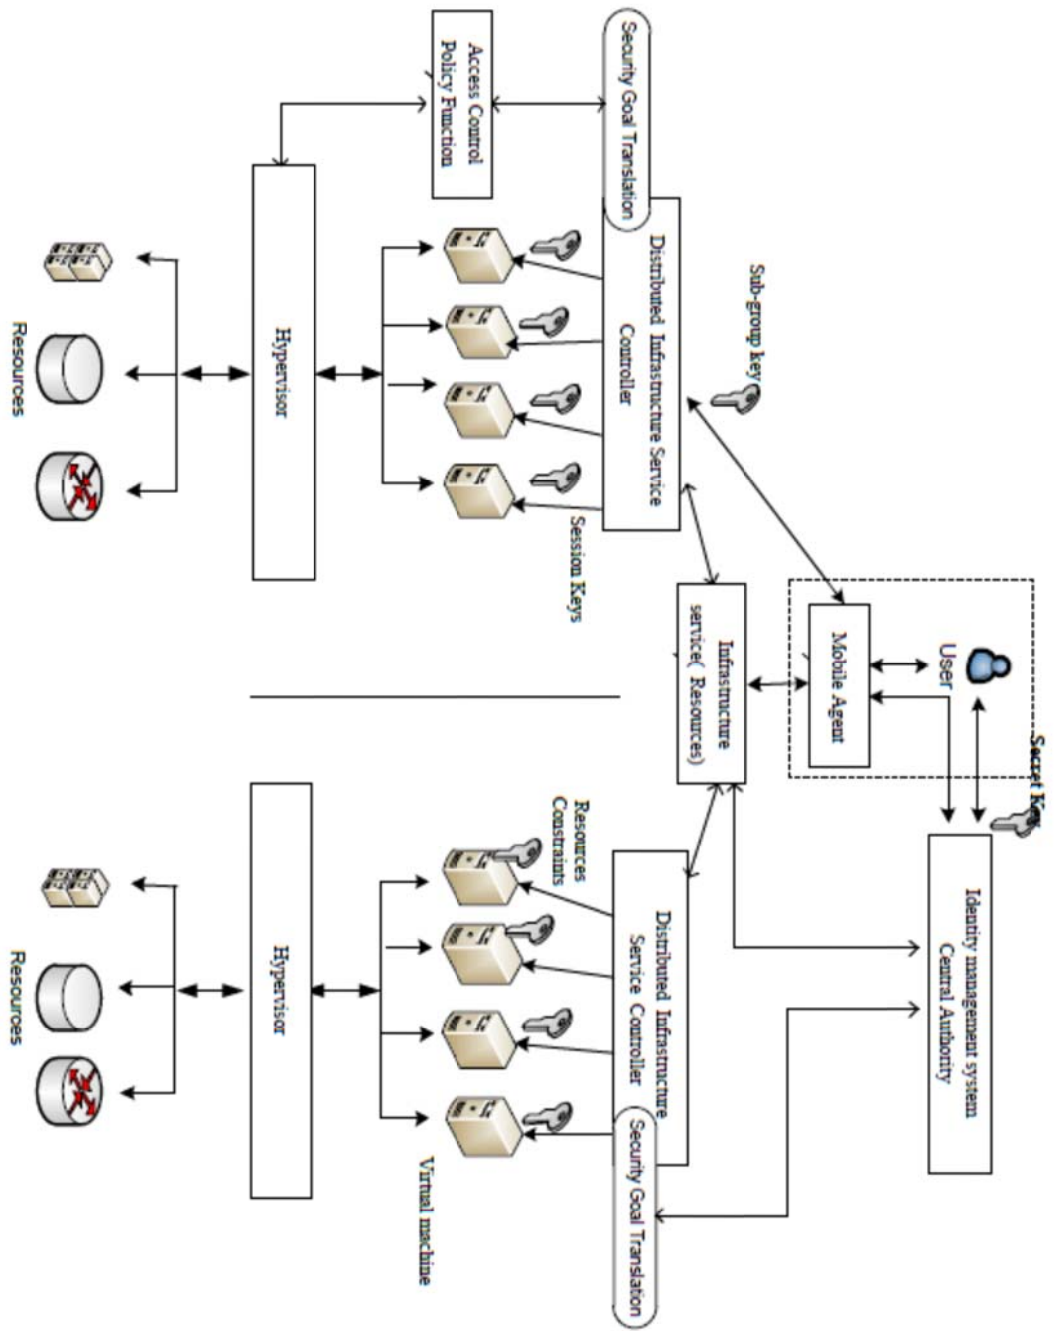 Secret Key
User
Mobile Agent
Identity management system
Central Authority
Infrastructure
service( Resources)
Sub-group key
Security Goal Translation
Distributed Infrastructure Service
Controller
Distributed Infrastructure
Service Controller
Security Goal Translation
Access Control
Policy Function
Session Keys
Resources
Constraints
Virtual machine
Hypervisor
Hypervisor
Resources
Resources